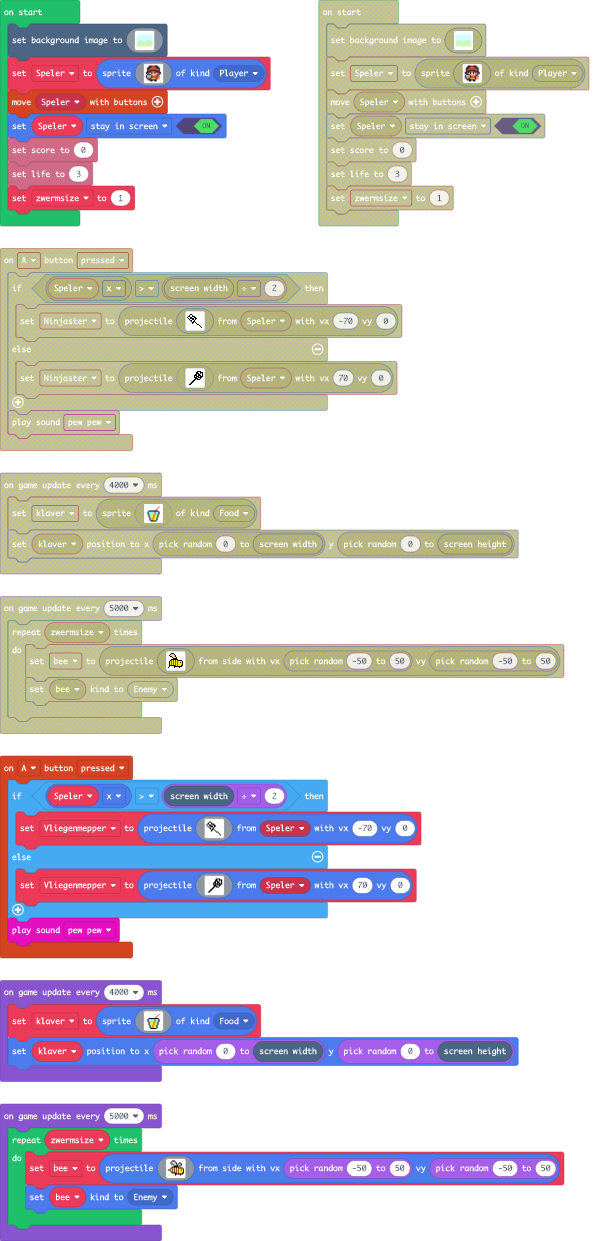 on start
set background image to
set Speler to sprite of kind Player
move Speler with buttons
set Speler stay in screen ON
set score to 0
set life to 3
set zwermsize to 1
on start
set background image to
set Speler to sprite of kind Player
move Speler with buttons
set Speler stay in screen ON
set score to 0
set life to 3
set zwermsize to 1
on A button pressed
if Speler x > screen width ÷ 2 then
set Ninjaster to projectile from Speler with vx -70 vy 0
else
set Ninjaster to projectile from Speler with vx 70 vy 0
play sound pew pew
on game update every 4000 ms
set klaver to sprite of kind Food
set klaver position to x pick random 0 to screen width y pick random 0 to screen height
on game update every 5000 ms
repeat zwermsize times
do
set bee to projectile from side with vx pick random -50 to 50 vy pick random -50 to 50
set bee kind to Enemy
on A button pressed
if Speler x > screen width ÷ 2 then
set Vliegenmepper to projectile from Speler with vx -70 vy 0
else
set Vliegenmepper to projectile from Speler with vx 70 vy 0
play sound pew pew
on game update every 4000 ms
set klaver to sprite of kind Food
set klaver position to x pick random 0 to screen width y pick random 0 to screen height
on game update every 5000 ms
repeat zwermsize times
do
set bee to projectile from side with vx pick random -50 to 50 vy pick random -50 to 50
set bee kind to Enemy